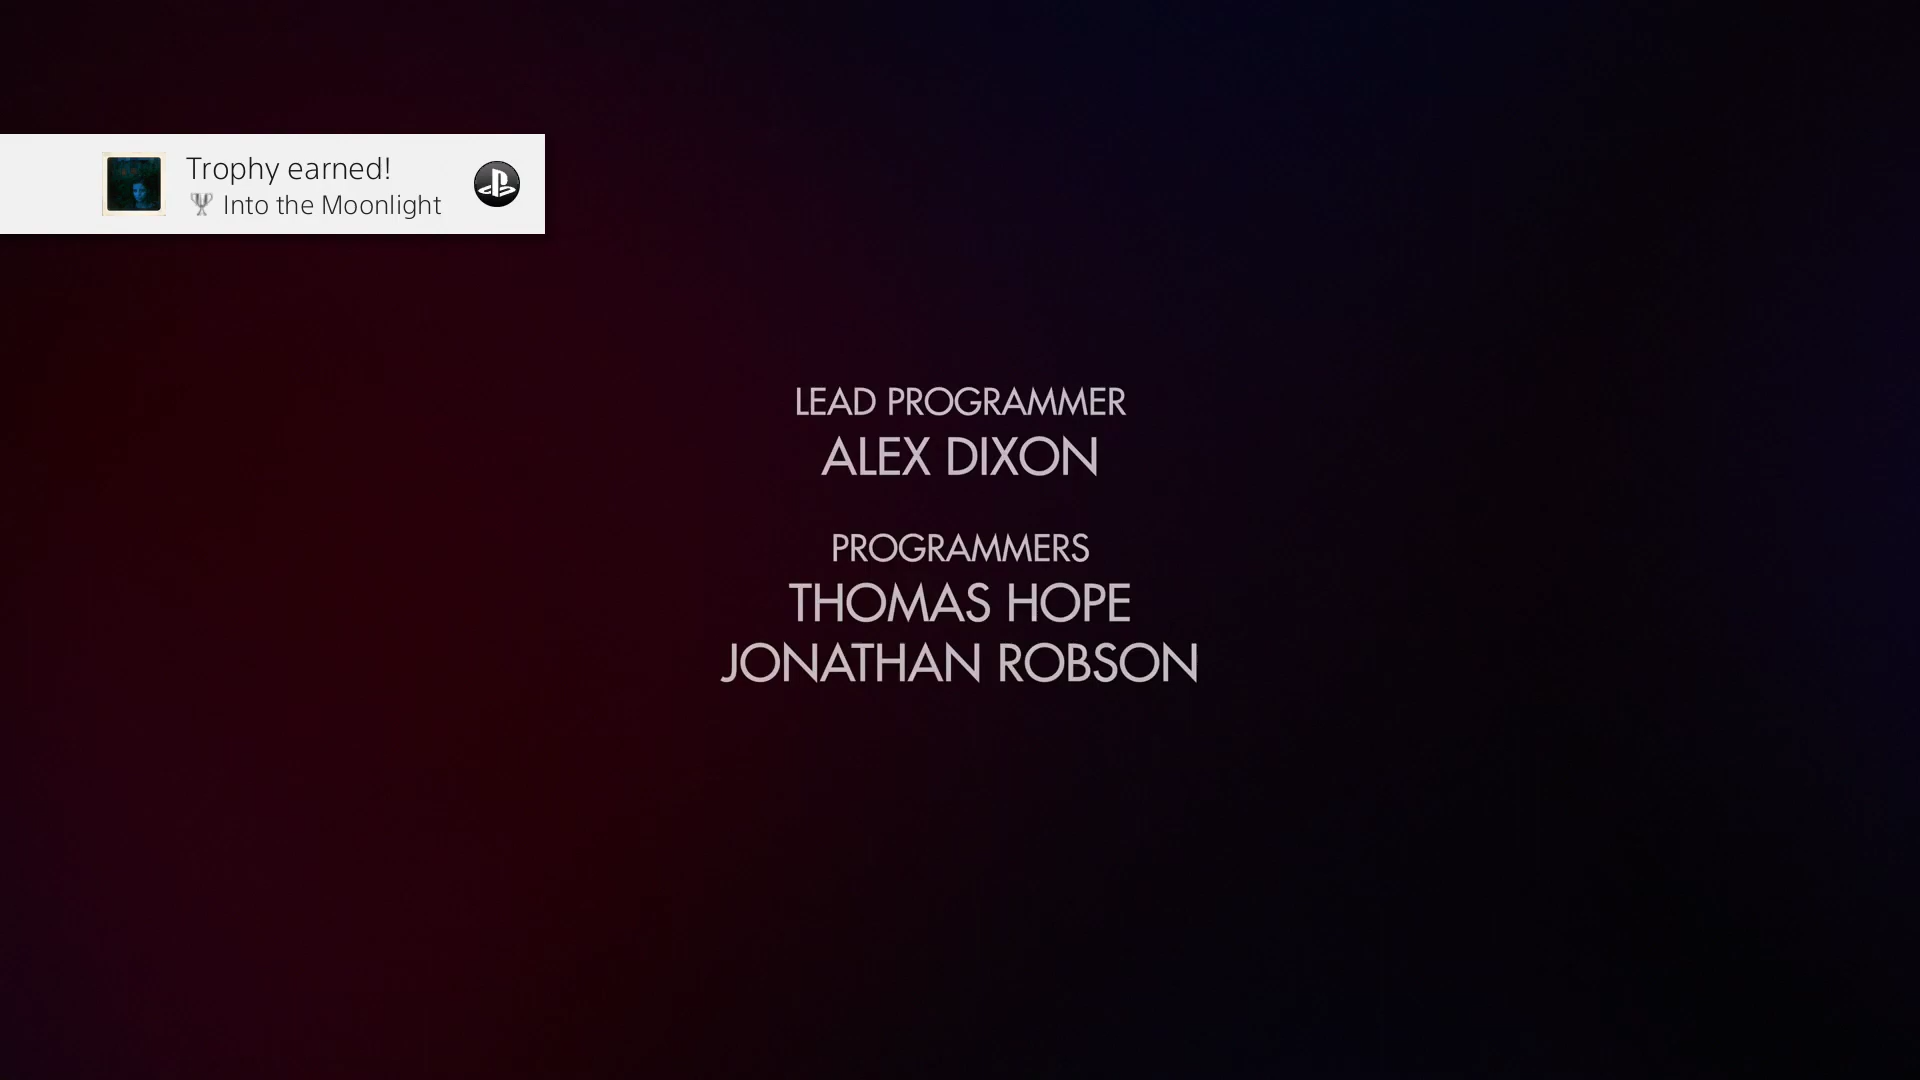 Trophy earned!
Into the Moonlight
LEAD PROGRAMMER
ALEX DIXON
PROGRAMMERS
THOMAS HOPE
JONATHAN ROBSON